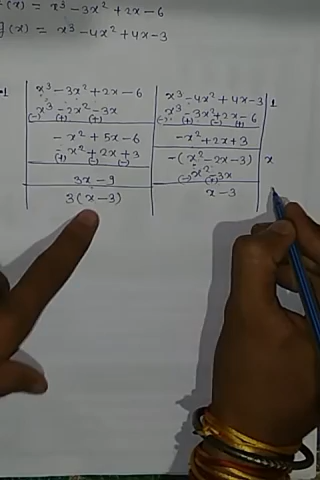 f(x) = x³ - 3x² + 2x - 6
g(x) = x³ - 4x² + 4x - 3
-1 | x³ - 3x² + 2x - 6 | x³ - 4x² + 4x - 3 | 1
x³ - 2x² - 3x | x³ - 3x² + 2x - 6
(-) (+) (+) | (-) (+) (-) (+)
- x² + 5x - 6 | - x² + 2x + 3
- x² + 2x + 3 | - (x² - 2x - 3) | x
(+) (-) (-) | x² - 3x
3x - 9 | (-) (+)
3(x - 3) | x - 3